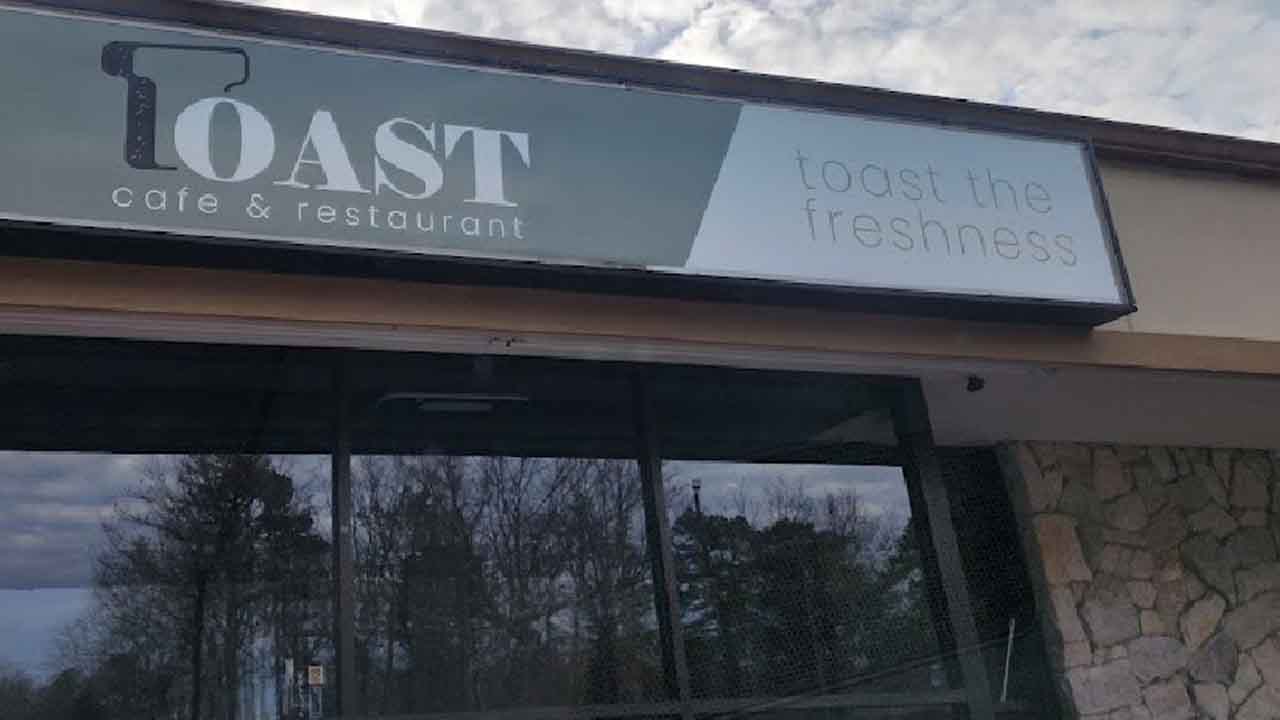 TOAST
cafe & restaurant
toast the
freshness